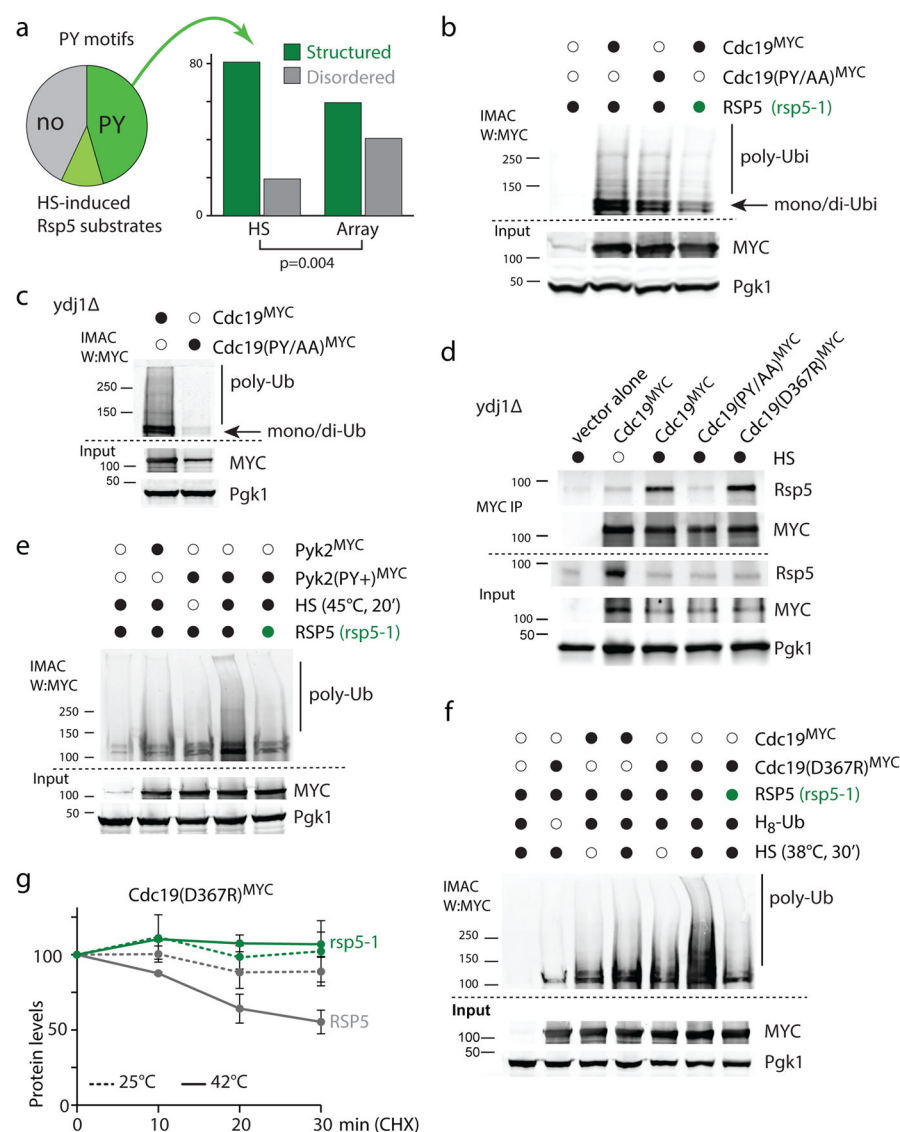 a
PY motifs
no
PY
HS-induced
Rsp5 substrates
Structured
Disordered
80
40
0
HS
Array
p=0.004
b
Cdc19MYC
Cdc19(PY/AA)MYC
RSP5 (rsp5-1)
IMAC
W:MYC
250
150
poly-Ubi
mono/di-Ubi
Input
100
MYC
50
Pgk1
c
ydj1Δ
Cdc19MYC
Cdc19(PY/AA)MYC
IMAC
W:MYC
250
150
poly-Ub
mono/di-Ub
Input
100
MYC
50
Pgk1
d
ydj1Δ
vector alone
Cdc19MYC
Cdc19MYC
Cdc19(PY/AA)MYC
Cdc19(D367R)MYC
HS
100
Rsp5
MYC IP
100
MYC
100
Rsp5
Input
100
MYC
50
Pgk1
e
Pyk2MYC
Pyk2(PY+)MYC
HS (45°C, 20′)
RSP5 (rsp5-1)
IMAC
W:MYC
250
150
100
poly-Ub
Input
100
MYC
50
Pgk1
f
Cdc19MYC
Cdc19(D367R)MYC
RSP5 (rsp5-1)
H8-Ub
HS (38°C, 30′)
IMAC
W:MYC
250
150
100
poly-Ub
Input
100
MYC
50
Pgk1
g
Cdc19(D367R)MYC
Protein levels
100
50
0
rsp5-1
RSP5
25°C
42°C
0
10
20
30 min (CHX)